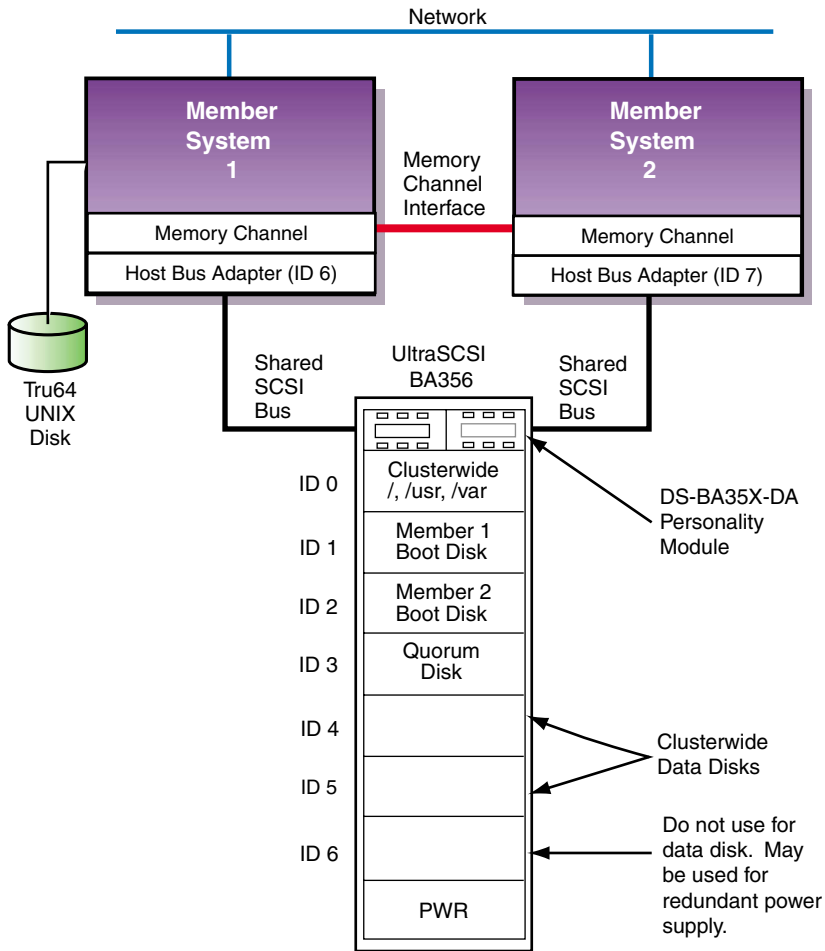 Network
Member
System
1
Member
System
2
Memory
Channel
Interface
Memory Channel
Memory Channel
Host Bus Adapter (ID 6)
Host Bus Adapter (ID 7)
Tru64
UNIX
Disk
Shared
SCSI
Bus
UltraSCSI
BA356
Shared
SCSI
Bus
ID 0
Clusterwide
/, /usr, /var
DS-BA35X-DA
Personality
Module
ID 1
Member 1
Boot Disk
ID 2
Member 2
Boot Disk
ID 3
Quorum
Disk
ID 4
Clusterwide
Data Disks
ID 5
ID 6
Do not use for
data disk. May
be used for
redundant power
supply.
PWR